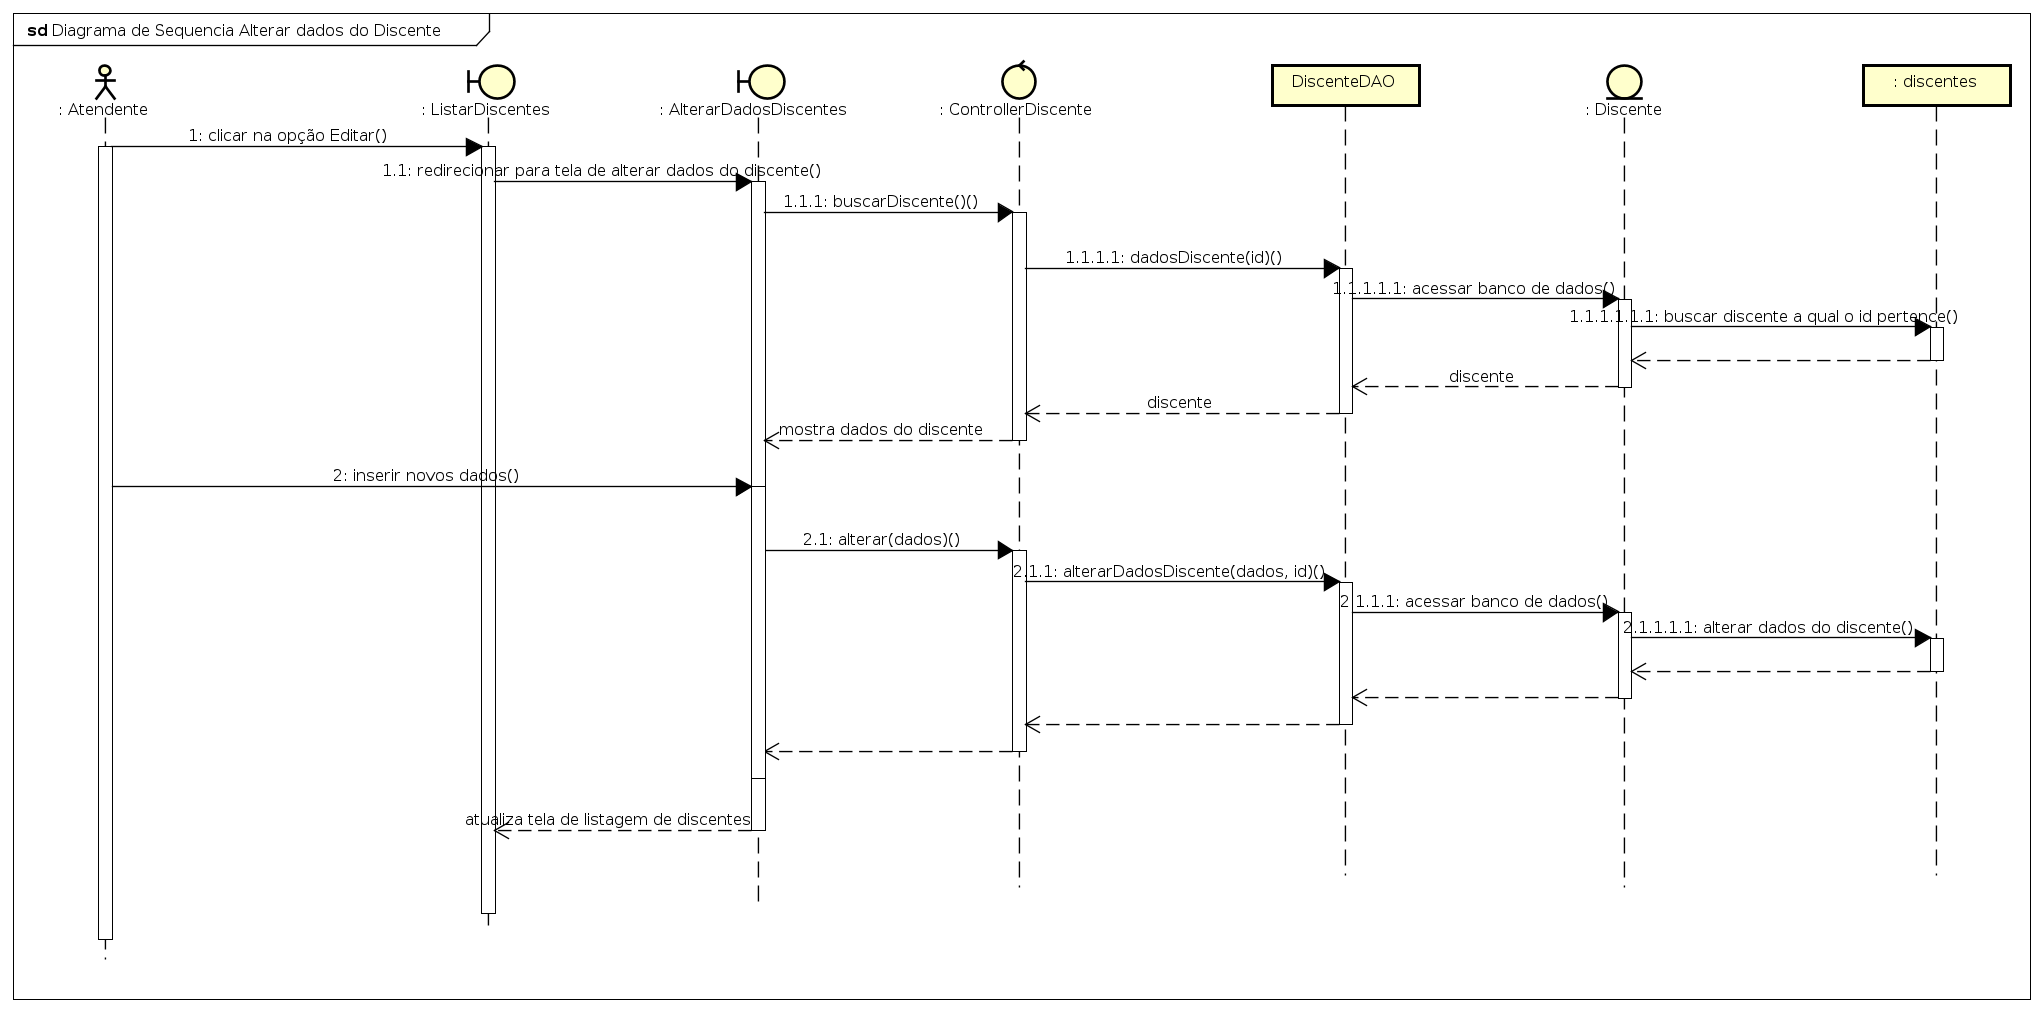 sd Diagrama de Sequencia Alterar dados do Discente
: Atendente
: ListarDiscentes
: AlterarDadosDiscentes
: ControllerDiscente
DiscenteDAO
: Discente
: discentes
1: clicar na opção Editar()
1.1: redirecionar para tela de alterar dados do discente()
1.1.1: buscarDiscente()()
1.1.1.1: dadosDiscente(id)()
1.1.1.1.1: acessar banco de dados()
1.1.1.1.1.1: buscar discente a qual o id pertence()
discente
discente
mostra dados do discente
2: inserir novos dados()
2.1: alterar(dados)()
2.1.1: alterarDadosDiscente(dados, id)()
2.1.1.1: acessar banco de dados()
2.1.1.1.1: alterar dados do discente()
atualiza tela de listagem de discentes